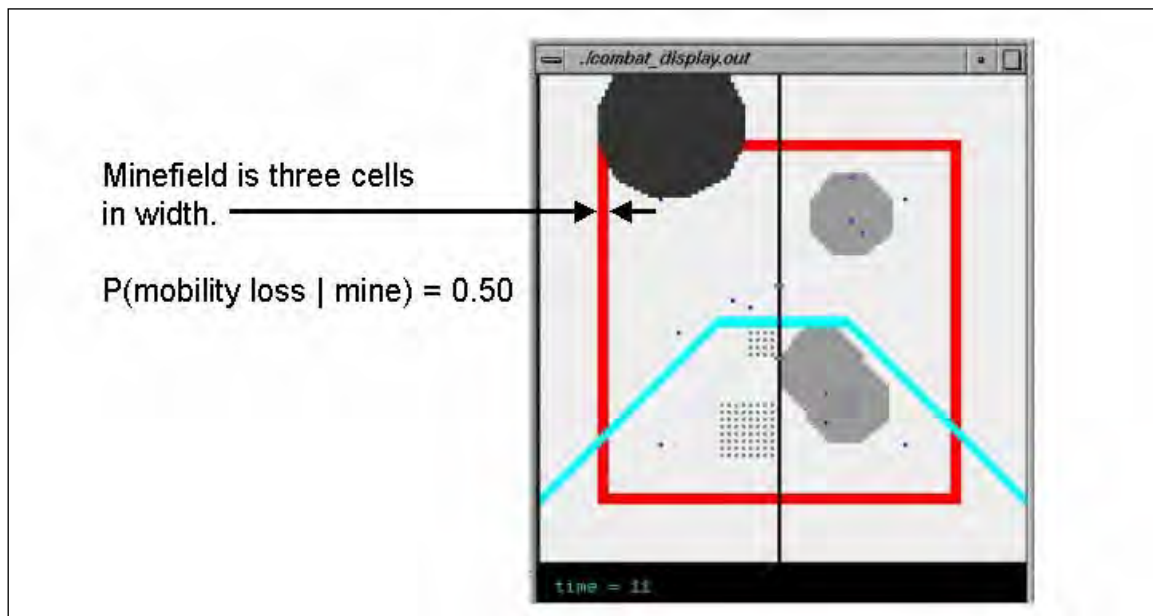 ./combat_display.out
Minefield is three cells
in width.
P(mobility loss | mine) = 0.50
time = 11